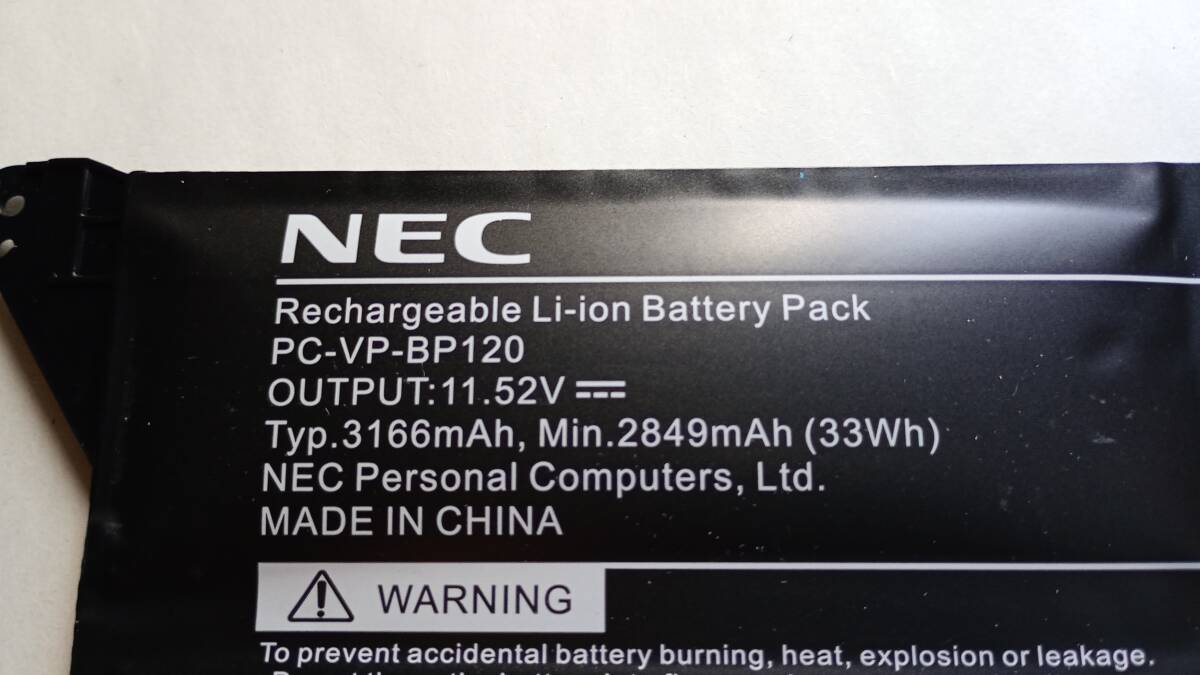 NEC
Rechargeable Li-ion Battery Pack
PC-VP-BP120
OUTPUT:11.52V
Typ.3166mAh, Min.2849mAh (33Wh)
NEC Personal Computers, Ltd.
MADE IN CHINA
WARNING
To prevent accidental battery burning, heat, explosion or leakage.